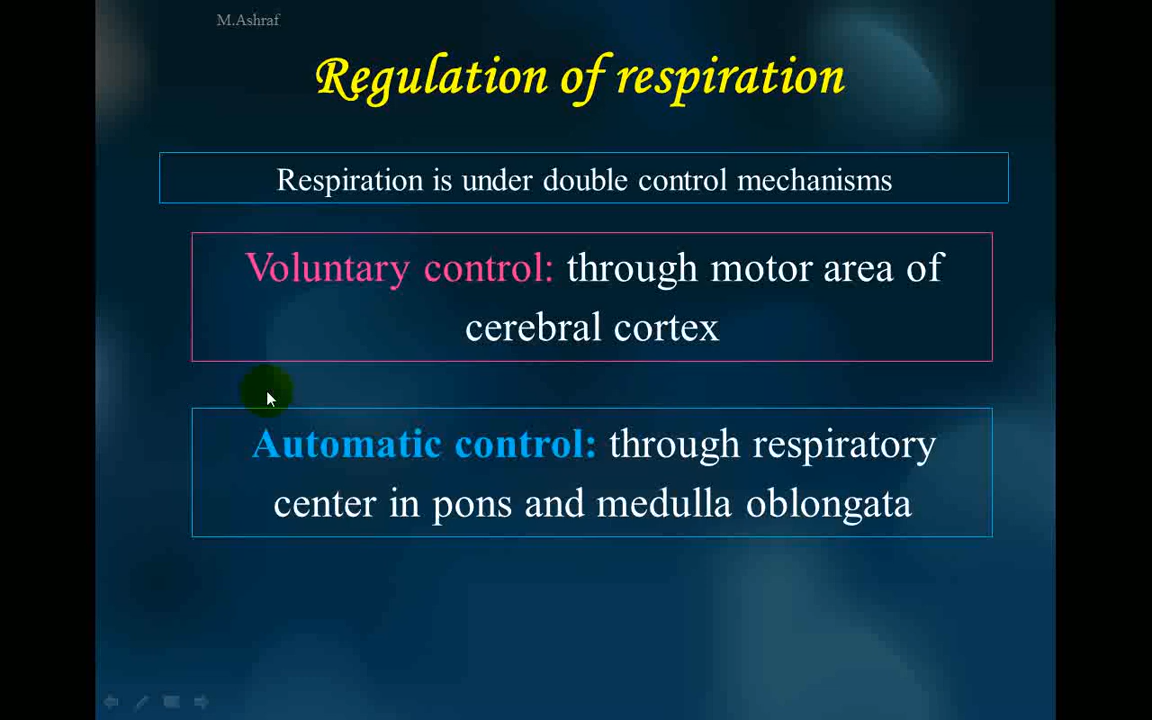 M.Ashraf
Regulation of respiration
Respiration is under double control mechanisms
Voluntary control: through motor area of
cerebral cortex
Automatic control: through respiratory
center in pons and medulla oblongata